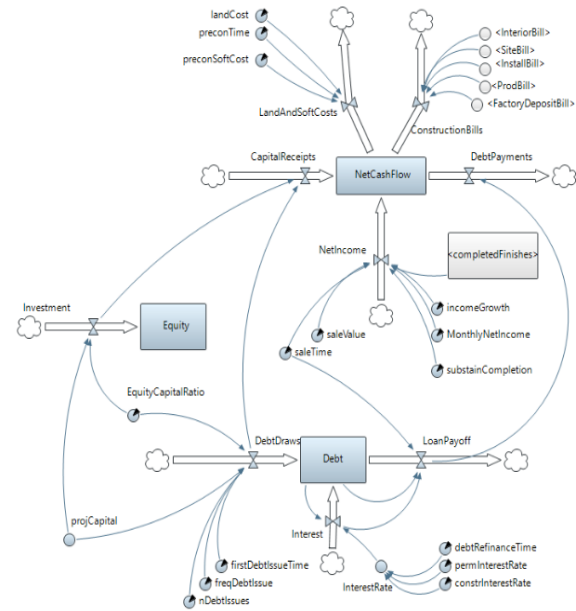 landCost
preconTime
preconSoftCost
<InteriorBill>
<SiteBill>
<InstallBill>
<ProdBill>
<FactoryDepositBill>
LandAndSoftCosts
ConstructionBills
CapitalReceipts
NetCashFlow
DebtPayments
NetIncome
<completedFinishes>
Investment
Equity
saleValue
saleTime
incomeGrowth
MonthlyNetIncome
substainCompletion
EquityCapitalRatio
DebtDraws
Debt
LoanPayoff
projCapital
Interest
firstDebtIssueTime
freqDebtIssue
nDebtIssues
InterestRate
debtRefinanceTime
permInterestRate
constrInterestRate